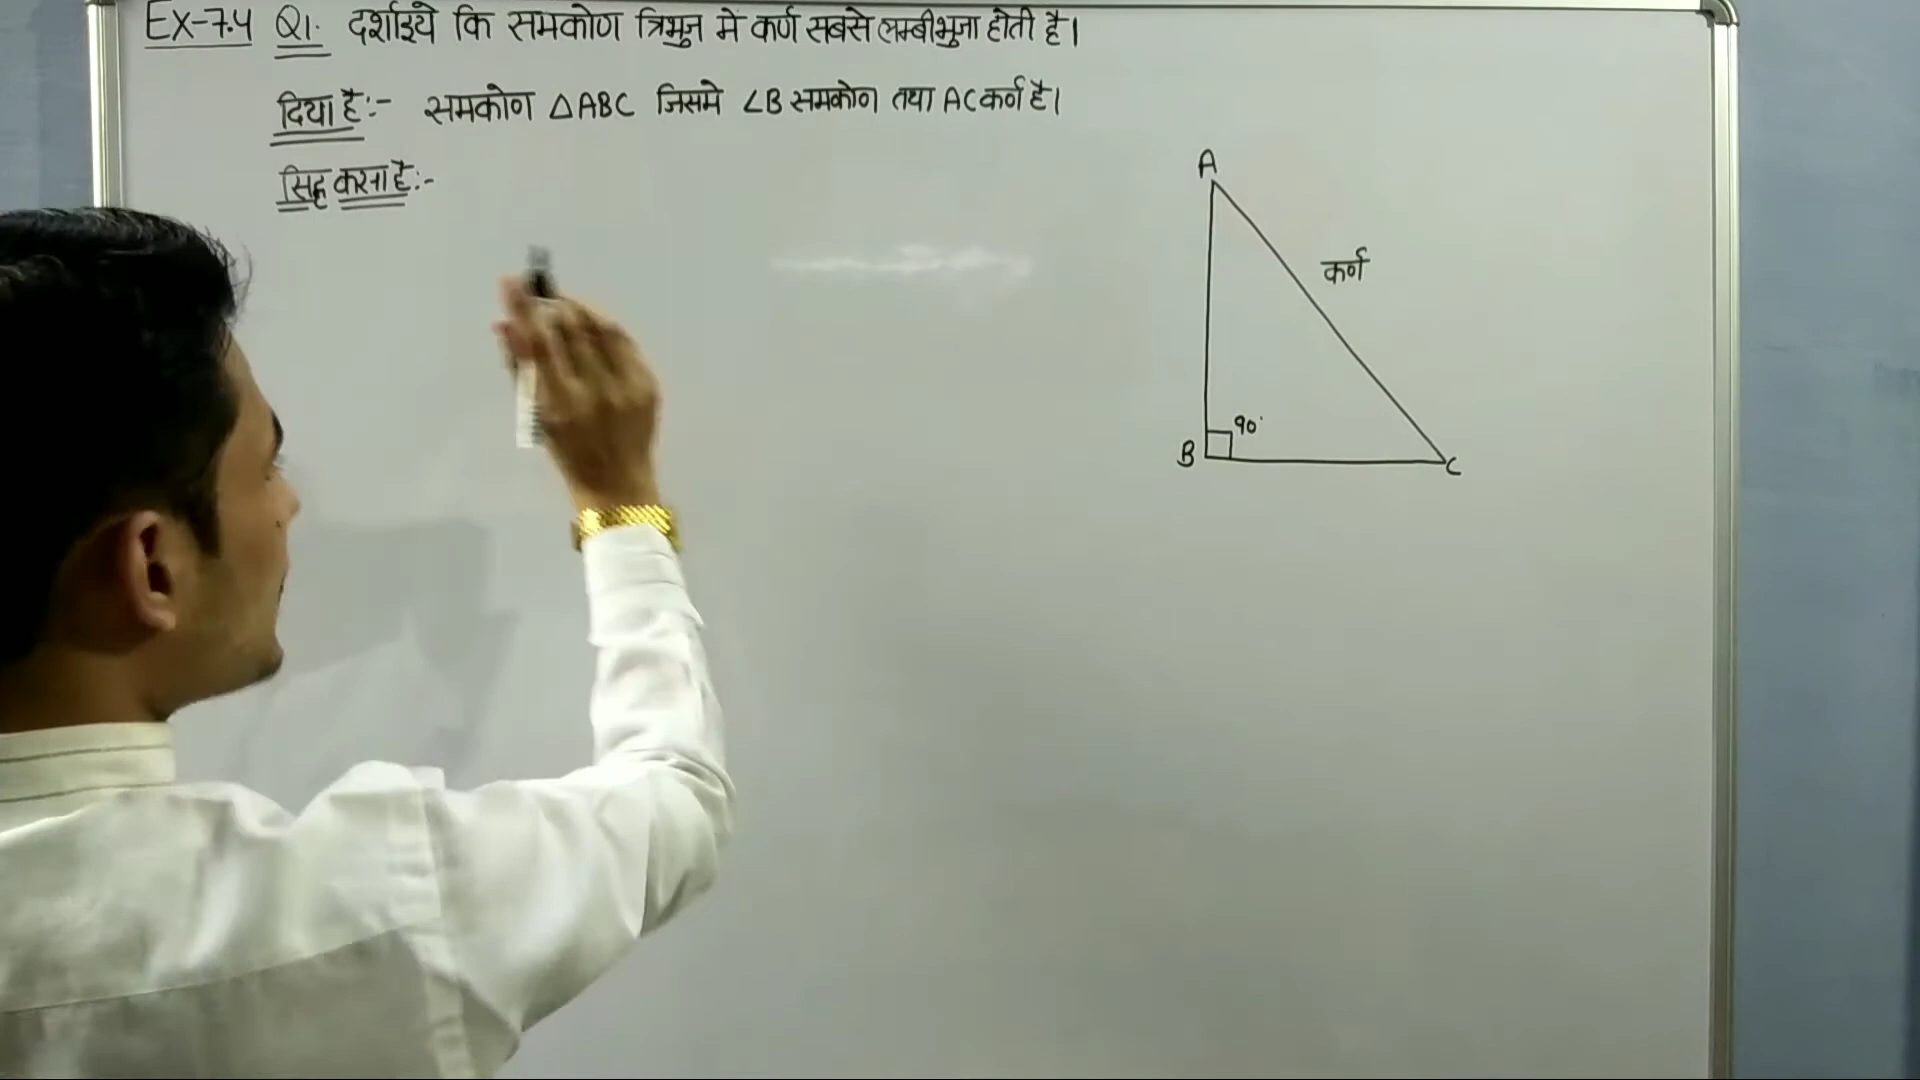 Ex-7.4 Q1. दर्शाइये कि समकोण त्रिभुज मे कर्ण सबसे लम्बी भुजा होती है।
दिया है:- समकोण △ABC जिसमे ∠B समकोण तथा AC कर्ण है।
सिद्ध करना है:-
A
कर्ण
90°
B
C